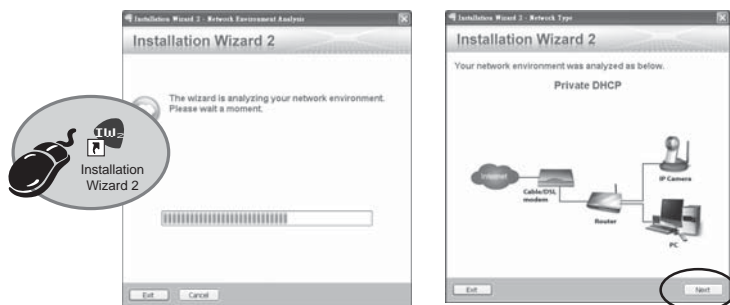 Installation Wizard 2 - Network Environment Analysis
Installation Wizard 2
The wizard is analyzing your network environment.
Please wait a moment.
IW2
Installation
Wizard 2
Exit
Cancel
Installation Wizard 2 - Network Type
Installation Wizard 2
Your network environment was analyzed as below.
Private DHCP
Internet
Cable/DSL
modem
Router
IP Camera
PC
Exit
Next